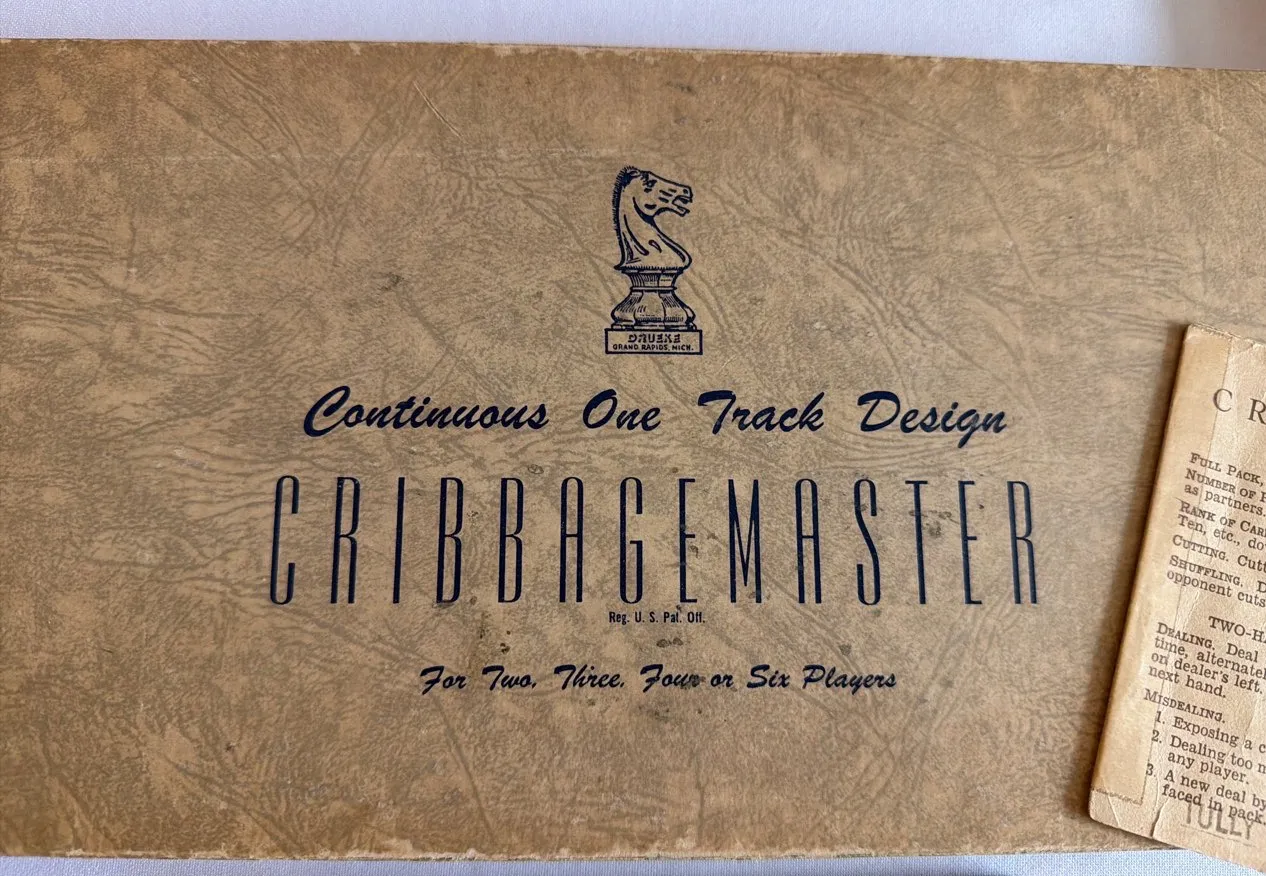 DRUEKE
GRAND RAPIDS, MICH.
Continuous One Track Design
CRIBBAGEMASTER
Reg. U. S. Pat. Off.
For Two, Three, Four or Six Players
C R
FULL PACK,
NUMBER OF
as partners.
RANK OF CAR
Ten, etc., do
CUTTING. Cutt
SHUFFLING. D
opponent cuts
TWO-HA
DEALING. Deal
time, alternatel
on dealer's left.
next hand.
MISDEALING.
1. Exposing a c
2. Dealing too m
any player.
3. A new deal by
faced in pack.
TULLY